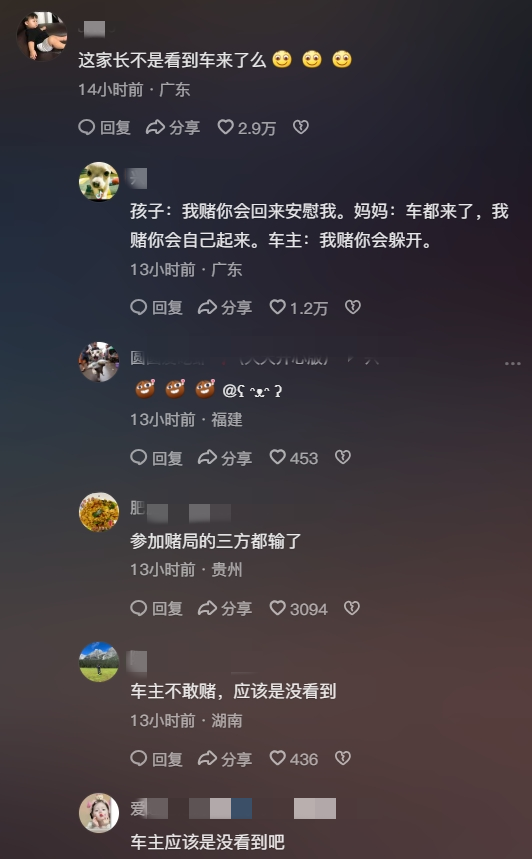 这家长不是看到车来了么
14小时前 · 广东
回复 分享 2.9万
孩子：我赌你会回来安慰我。妈妈：车都来了，我
赌你会自己起来。车主：我赌你会躲开。
13小时前 · 广东
回复 分享 1.2万
圆
@ʕ ᵔᴥᵔ ʔ
13小时前 · 福建
回复 分享 453
肥
参加赌局的三方都输了
13小时前 · 贵州
回复 分享 3094
车主不敢赌，应该是没看到
13小时前 · 湖南
回复 分享 436
爱
车主应该是没看到吧